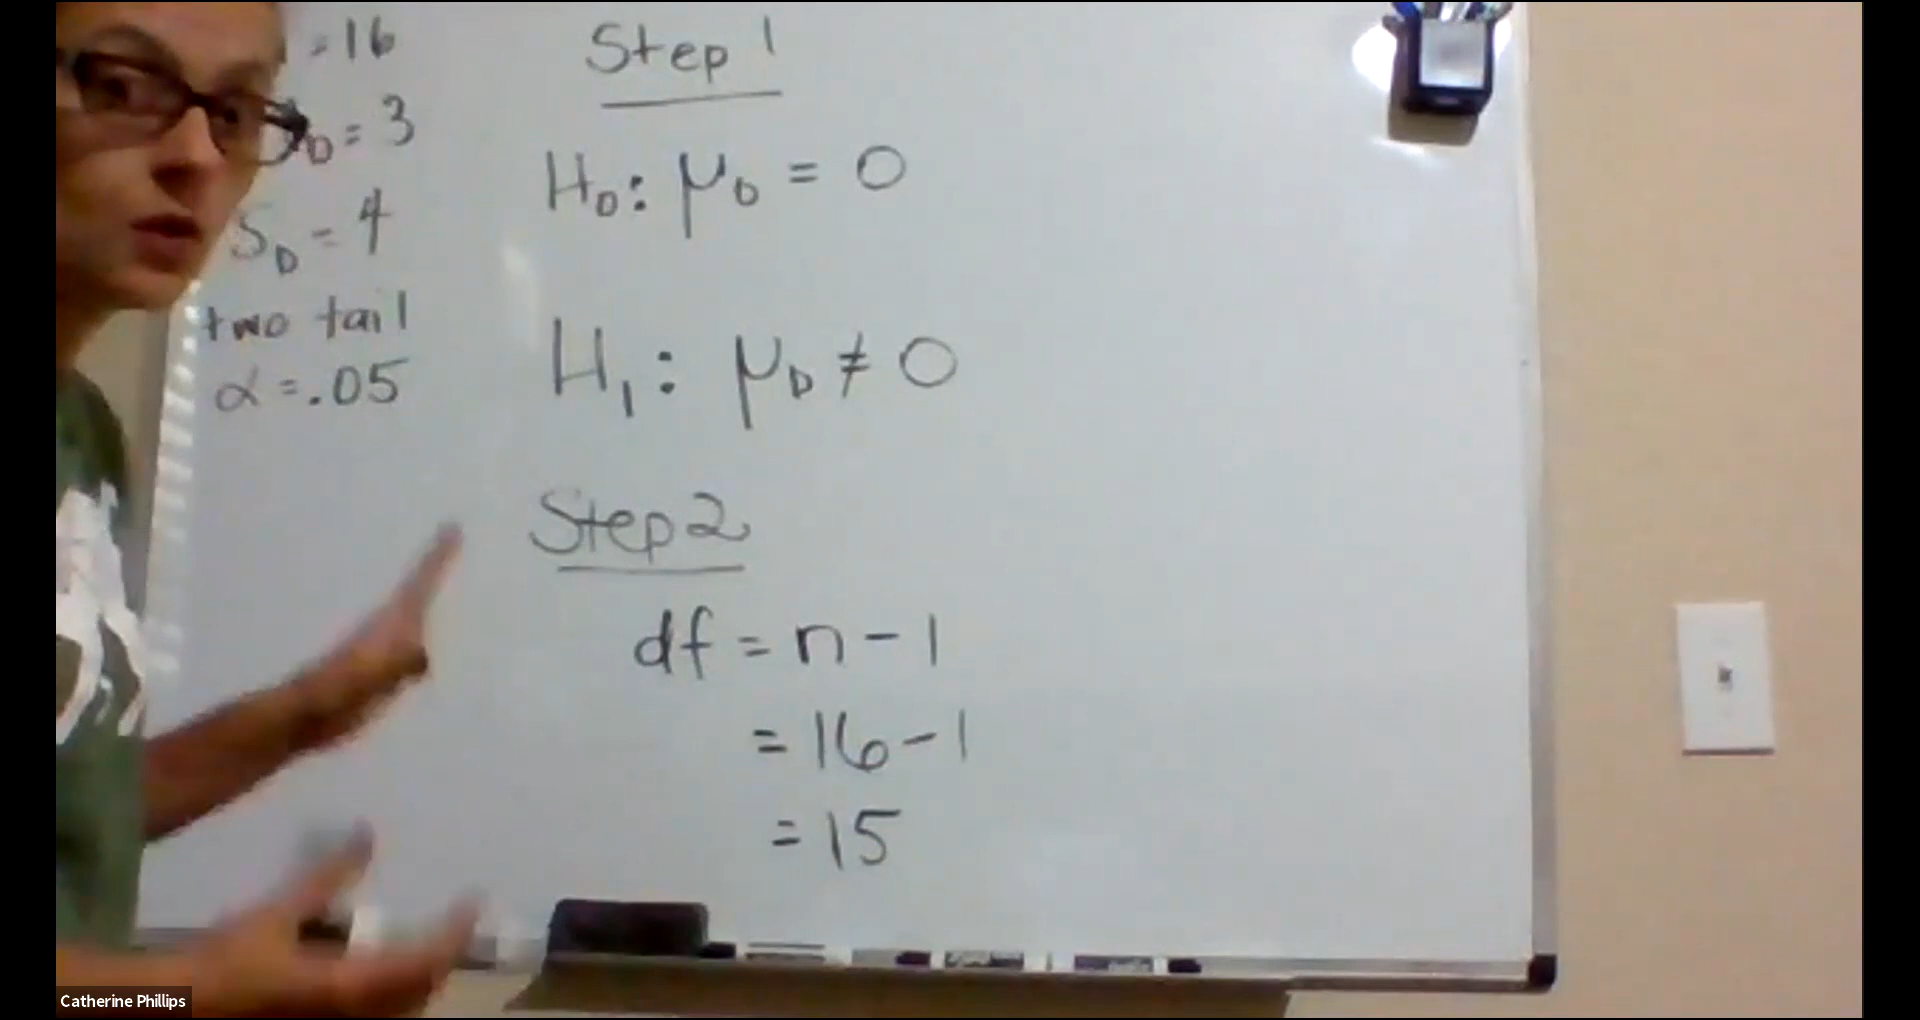 = 16
D = 3
S_D = 4
two tail
α = .05
Step 1
H₀: μ_D = 0
H₁: μ_D ≠ 0
Step 2
df = n - 1
= 16 - 1
= 15
Catherine Phillips